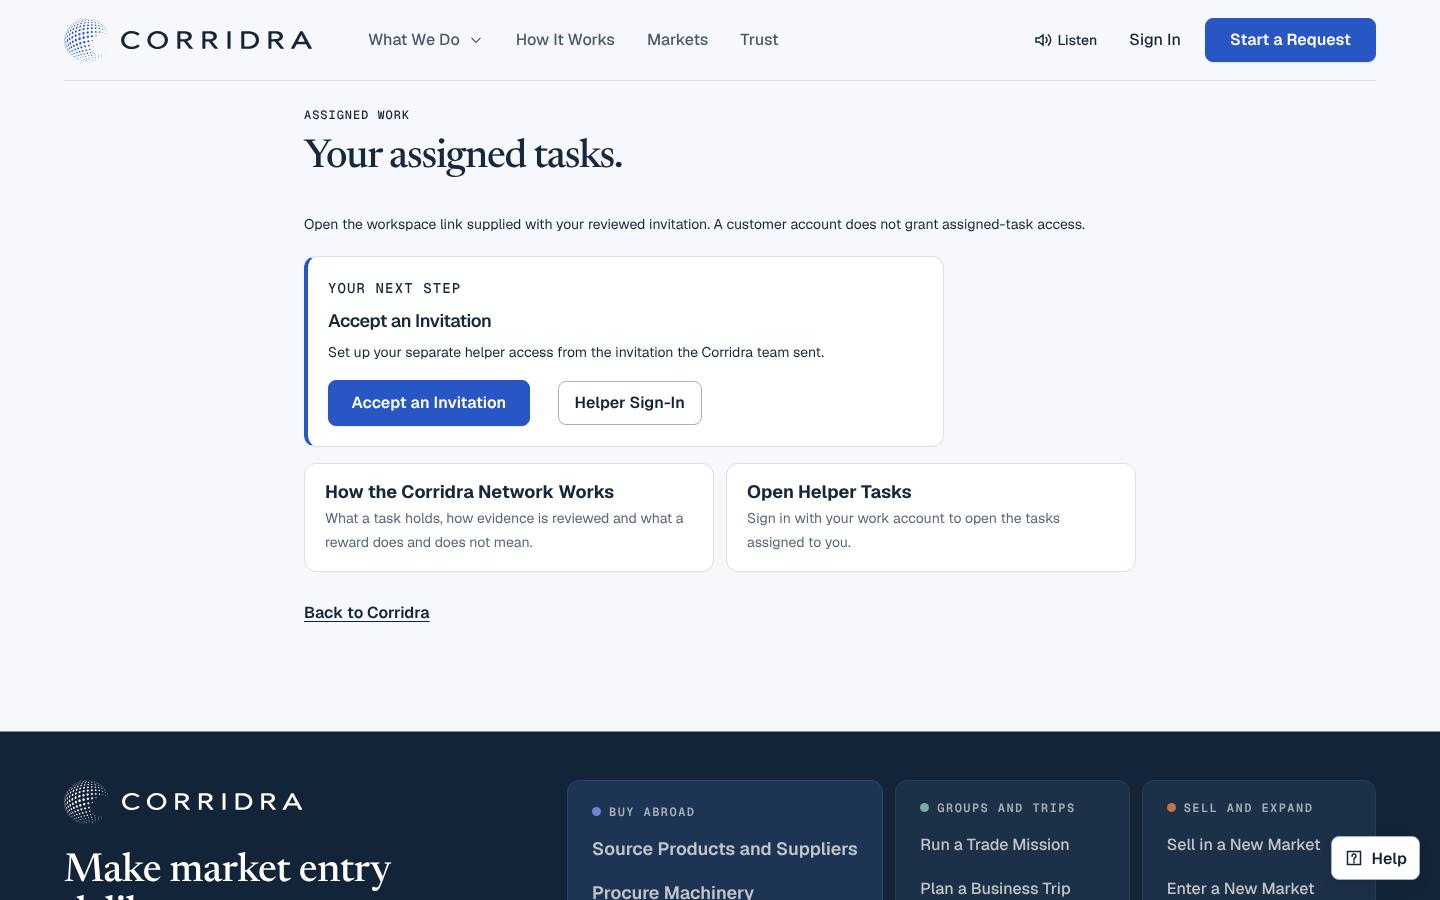 CORRIDRA
What We Do
How It Works
Markets
Trust
Listen
Sign In
Start a Request
ASSIGNED WORK
Your assigned tasks.
Open the workspace link supplied with your reviewed invitation. A customer account does not grant assigned-task access.
YOUR NEXT STEP
Accept an Invitation
Set up your separate helper access from the invitation the Corridra team sent.
Accept an Invitation
Helper Sign-In
How the Corridra Network Works
What a task holds, how evidence is reviewed and what a
reward does and does not mean.
Open Helper Tasks
Sign in with your work account to open the tasks
assigned to you.
Back to Corridra
CORRIDRA
Make market entry
BUY ABROAD
Source Products and Suppliers
Procure Machinery
GROUPS AND TRIPS
Run a Trade Mission
Plan a Business Trip
SELL AND EXPAND
Sell in a New Market
Enter a New Market
Help